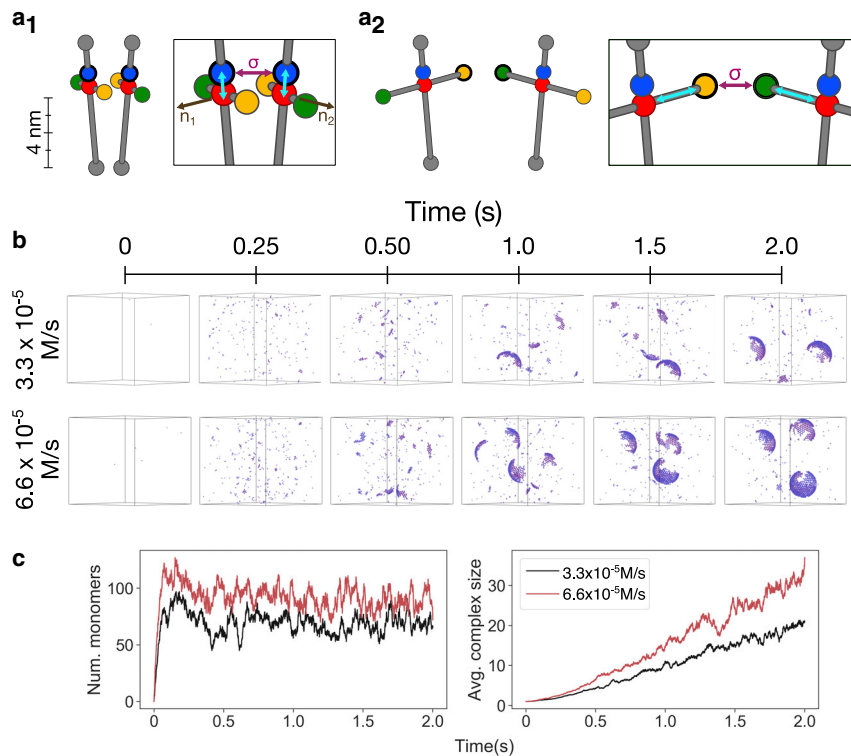 a1
a2
σ
n1
n2
4 nm
σ
Time (s)
b
0 0.25 0.50 1.0 1.5 2.0
3.3 x 10-5
M/s
6.6 x 10-5
M/s
c
Num. monomers
100
50
0
0 0.5 1.0 1.5 2.0
Avg. complex size
30
20
10
0
3.3x10-5M/s
6.6x10-5M/s
0 0.5 1.0 1.5 2.0
Time(s)